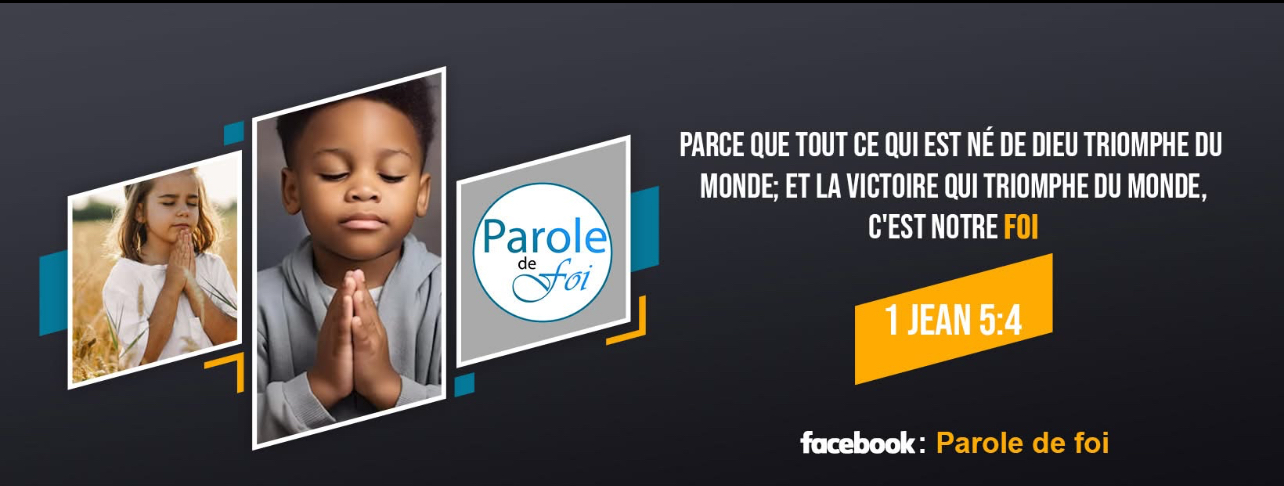 Parole
de
foi
PARCE QUE TOUT CE QUI EST NÉ DE DIEU TRIOMPHE DU
MONDE; ET LA VICTOIRE QUI TRIOMPHE DU MONDE,
C'EST NOTRE FOI
1 JEAN 5:4
facebook: Parole de foi